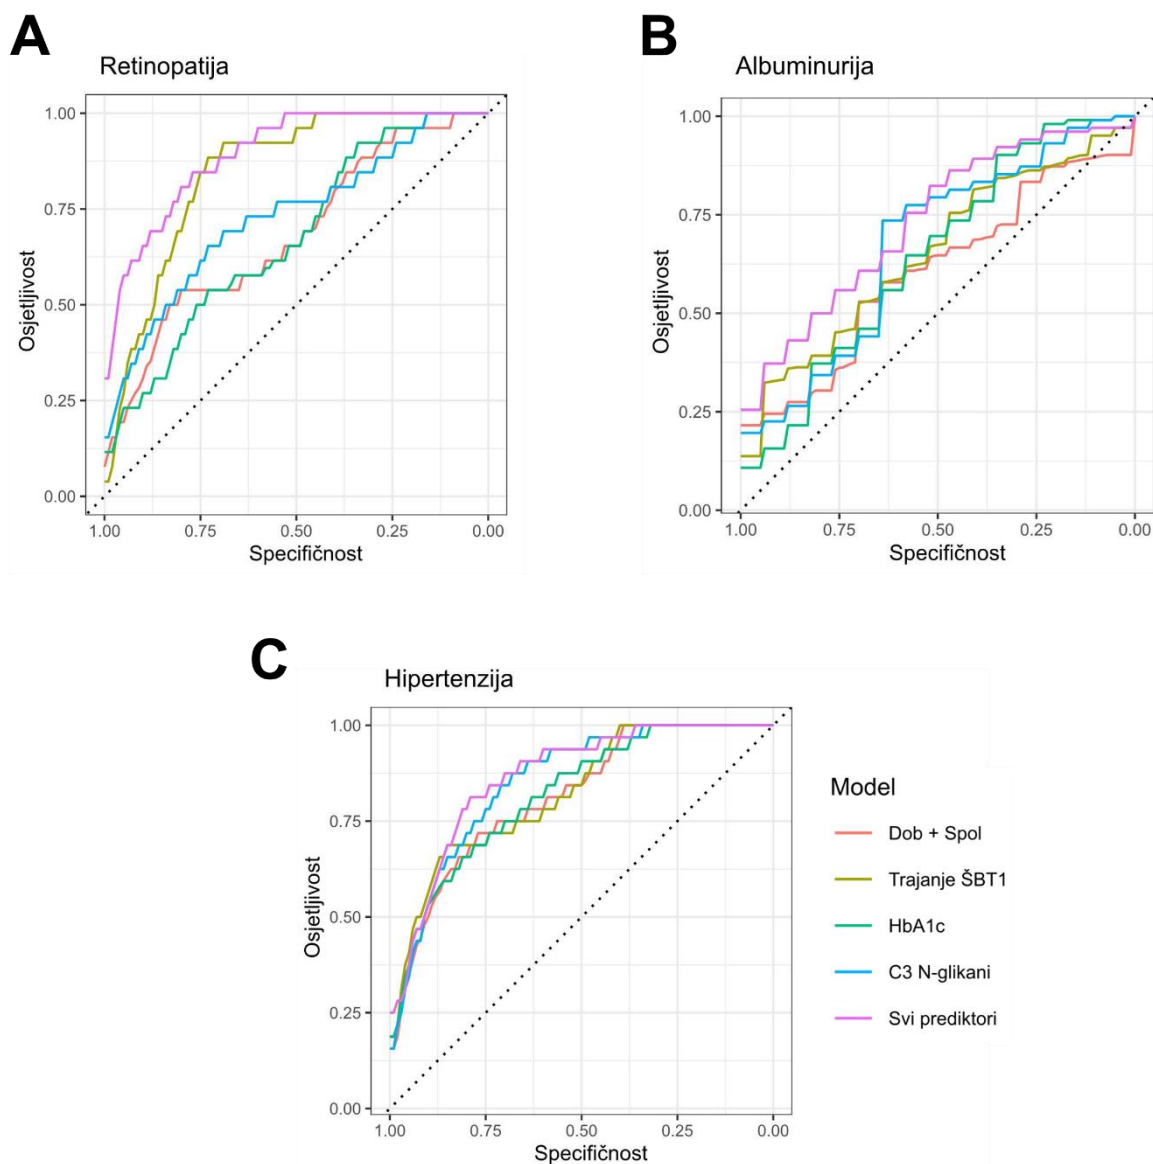 A
Retinopatija
1.00
0.75
0.50
0.25
0.00
Osjetljivost
1.00
0.75
0.50
0.25
0.00
Specifičnost
B
Albuminurija
1.00
0.75
0.50
0.25
0.00
Osjetljivost
1.00
0.75
0.50
0.25
0.00
Specifičnost
C
Hipertenzija
1.00
0.75
0.50
0.25
0.00
Osjetljivost
1.00
0.75
0.50
0.25
0.00
Specifičnost
Model
Dob + Spol
Trajanje ŠBT1
HbA1c
C3 N-glikani
Svi prediktori